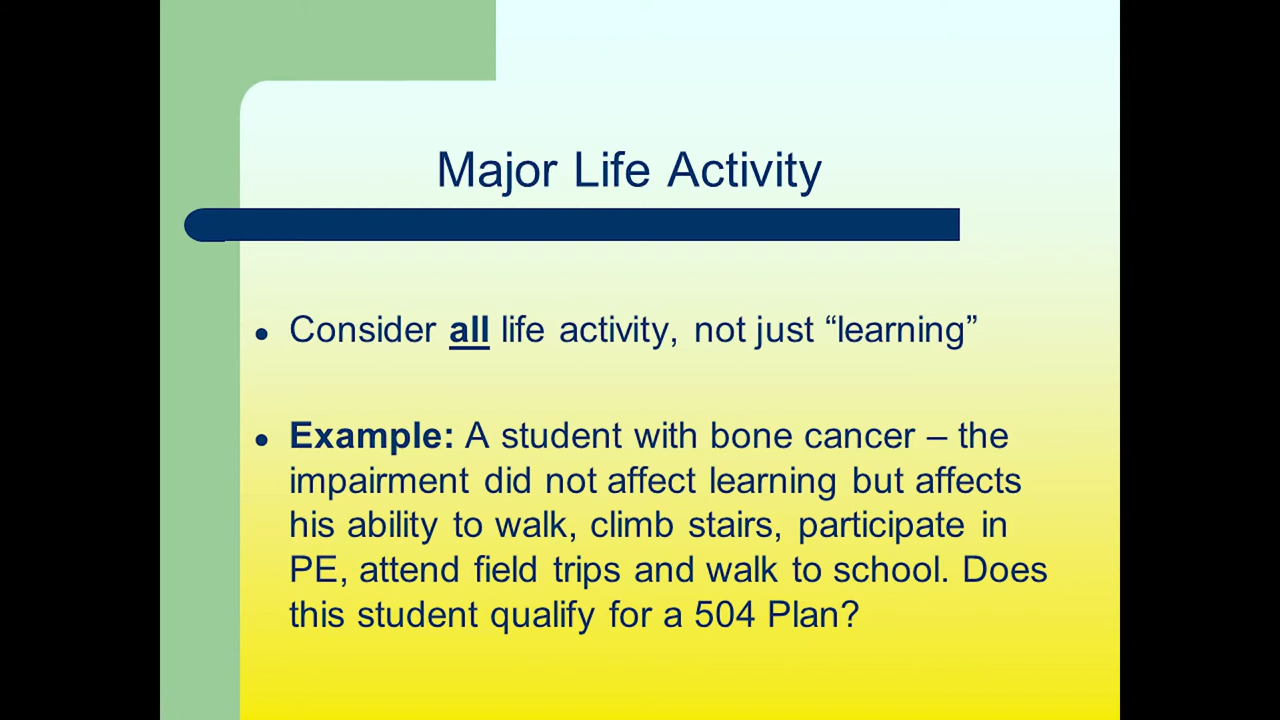 Major Life Activity
● Consider all life activity, not just “learning”
● Example: A student with bone cancer – the
impairment did not affect learning but affects
his ability to walk, climb stairs, participate in
PE, attend field trips and walk to school. Does
this student qualify for a 504 Plan?